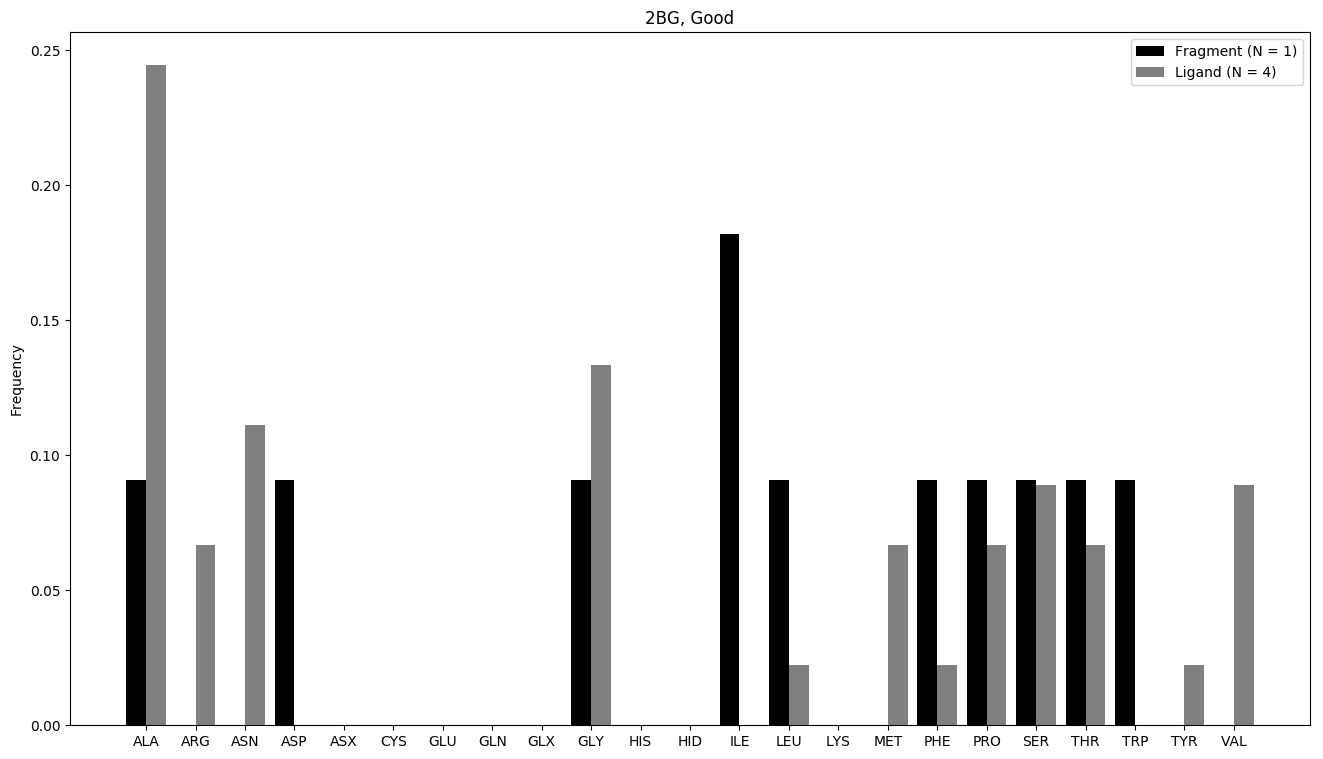 2BG, Good
Fragment (N = 1)
Ligand (N = 4)
Frequency
0.25
0.20
0.15
0.10
0.05
0.00
ALA ARG ASN ASP ASX CYS GLU GLN GLX GLY HIS HID ILE LEU LYS MET PHE PRO SER THR TRP TYR VAL